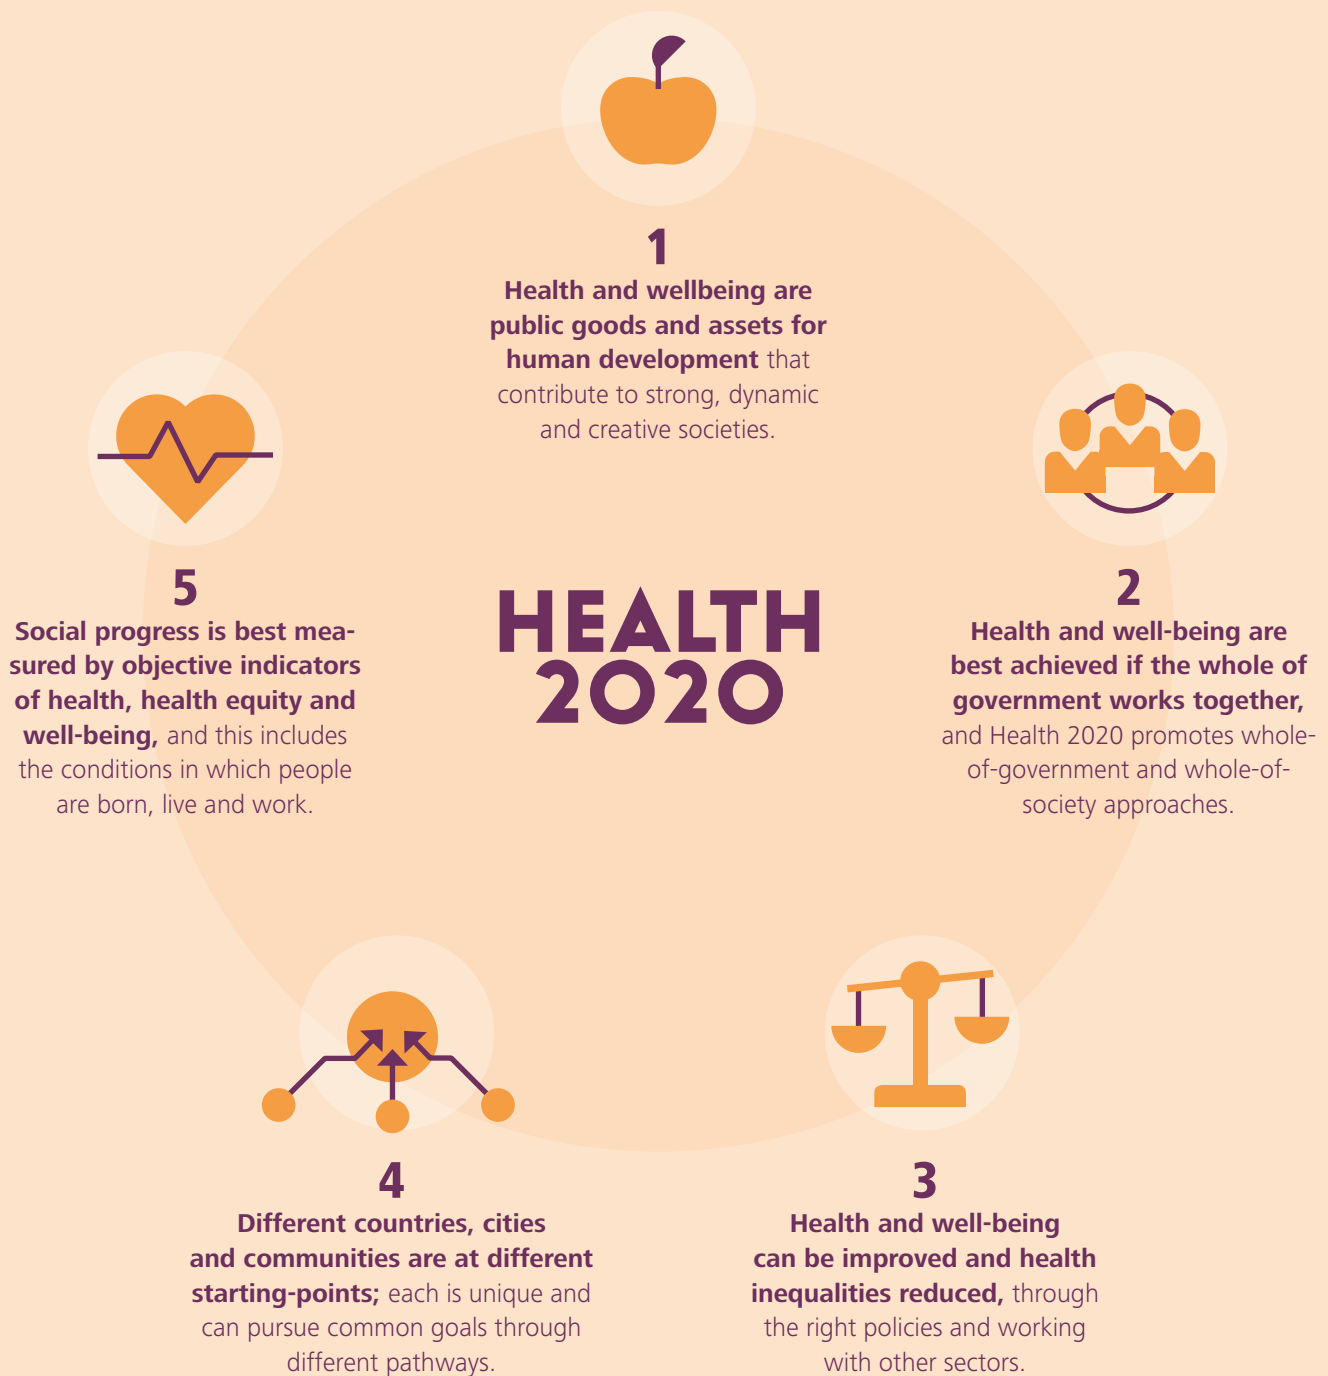 1
Health and wellbeing are
public goods and assets for
human development that
contribute to strong, dynamic
and creative societies.
2
Health and well-being are
best achieved if the whole of
government works together,
and Health 2020 promotes whole-
of-government and whole-of-
society approaches.
3
Health and well-being
can be improved and health
inequalities reduced, through
the right policies and working
with other sectors.
4
Different countries, cities
and communities are at different
starting-points; each is unique and
can pursue common goals through
different pathways.
5
Social progress is best mea-
sured by objective indicators
of health, health equity and
well-being, and this includes
the conditions in which people
are born, live and work.
HEALTH
2020